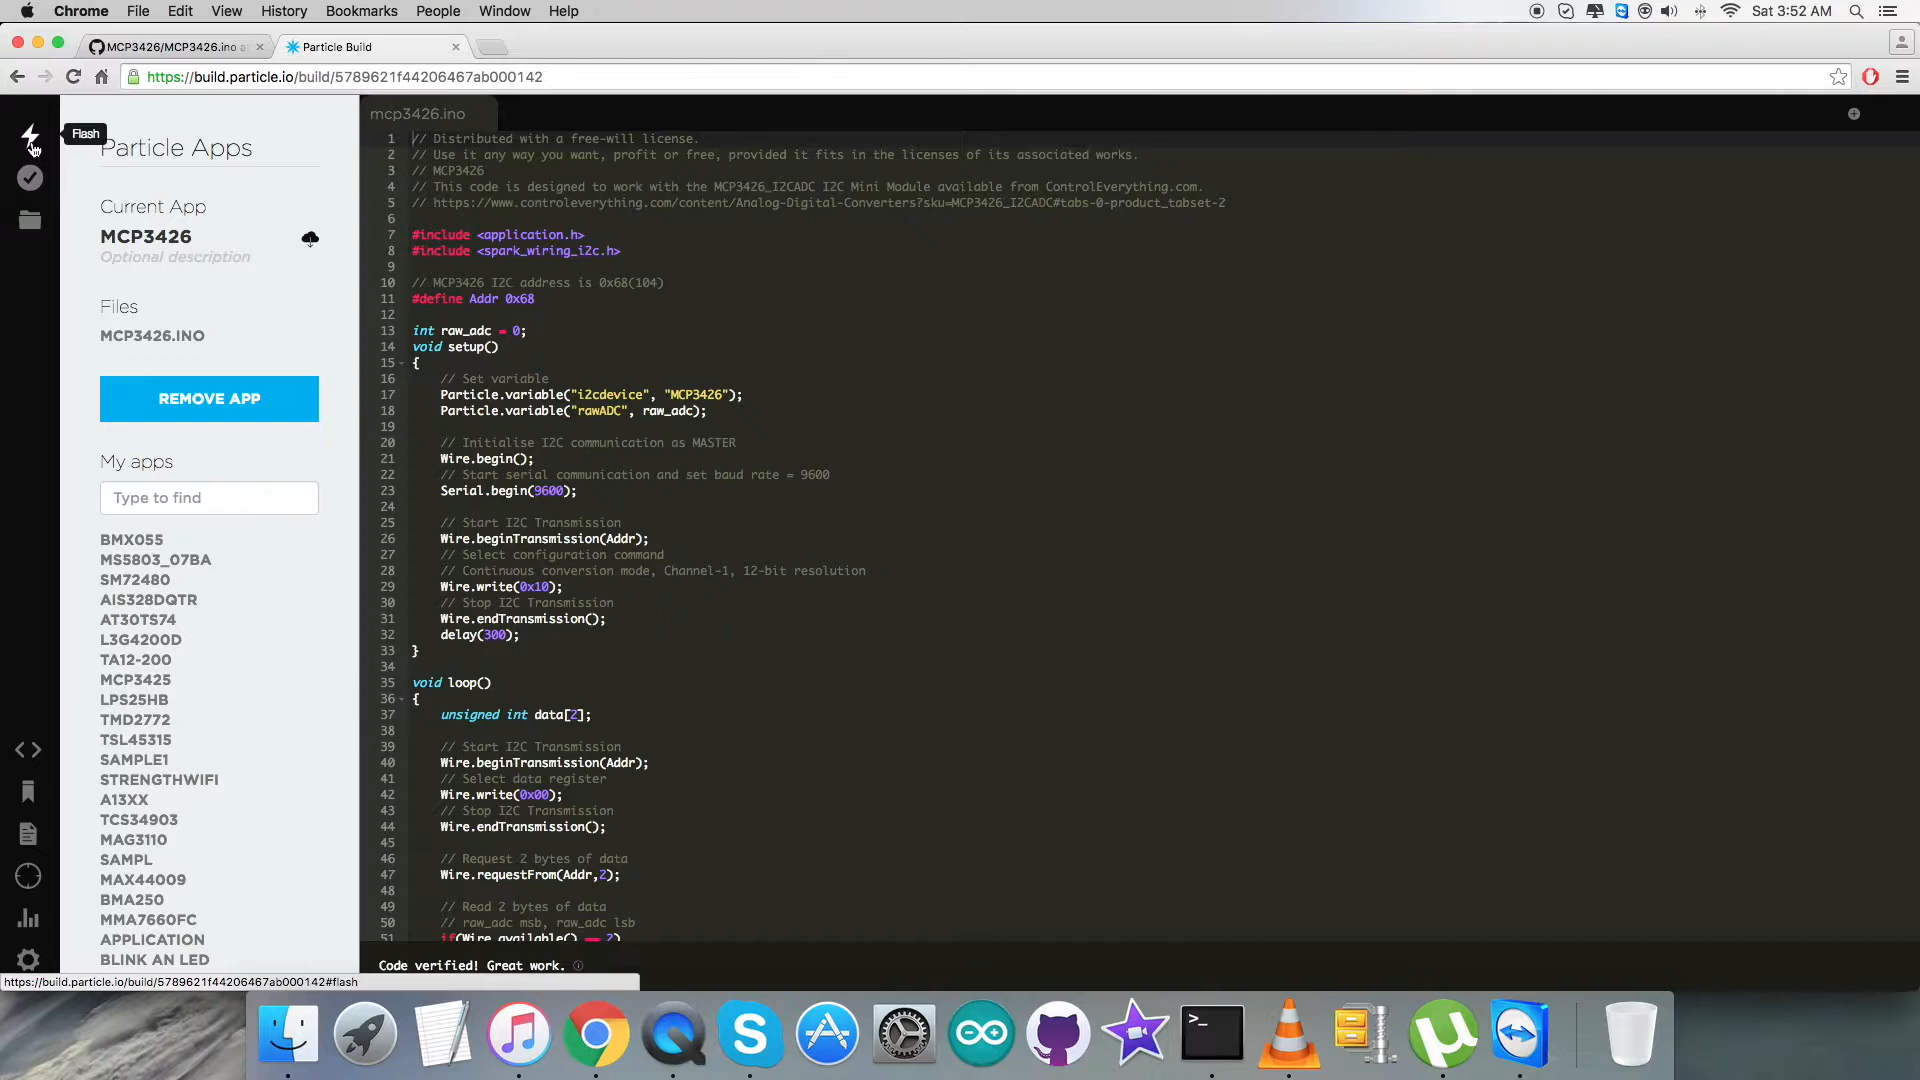 Chrome File Edit View History Bookmarks People Window Help
Sat 3:52 AM
MCP3426/MCP3426.ino a
Particle Build
https://build.particle.io/build/5789621f44206467ab000142
Flash
Particle Apps
Current App
MCP3426
Optional description
Files
MCP3426.INO
REMOVE APP
My apps
Type to find
BMX055
MS5803_07BA
SM72480
AIS328DQTR
AT30TS74
L3G4200D
TA12-200
MCP3425
LPS25HB
TMD2772
TSL45315
SAMPLE1
STRENGTHWIFI
A13XX
TCS34903
MAG3110
SAMPL
MAX44009
BMA250
MMA7660FC
APPLICATION
BLINK AN LED
https://build.particle.io/build/5789621f44206467ab000142#flash
mcp3426.ino
1 // Distributed with a free-will license.
2 // Use it any way you want, profit or free, provided it fits in the licenses of its associated works.
3 // MCP3426
4 // This code is designed to work with the MCP3426_I2CADC I2C Mini Module available from ControlEverything.com.
5 // https://www.controleverything.com/content/Analog-Digital-Converters?sku=MCP3426_I2CADC#tabs-0-product_tabset-2
6
7 #include <application.h>
8 #include <spark_wiring_i2c.h>
9
10 // MCP3426 I2C address is 0x68(104)
11 #define Addr 0x68
12
13 int raw_adc = 0;
14 void setup()
15 {
16 // Set variable
17 Particle.variable("i2cdevice", "MCP3426");
18 Particle.variable("rawADC", raw_adc);
19
20 // Initialise I2C communication as MASTER
21 Wire.begin();
22 // Start serial communication and set baud rate = 9600
23 Serial.begin(9600);
24
25 // Start I2C Transmission
26 Wire.beginTransmission(Addr);
27 // Select configuration command
28 // Continuous conversion mode, Channel-1, 12-bit resolution
29 Wire.write(0x10);
30 // Stop I2C Transmission
31 Wire.endTransmission();
32 delay(300);
33 }
34
35 void loop()
36 {
37 unsigned int data[2];
38
39 // Start I2C Transmission
40 Wire.beginTransmission(Addr);
41 // Select data register
42 Wire.write(0x00);
43 // Stop I2C Transmission
44 Wire.endTransmission();
45
46 // Request 2 bytes of data
47 Wire.requestFrom(Addr,2);
48
49 // Read 2 bytes of data
50 // raw_adc msb, raw_adc lsb
51 if(Wire.available() == 2)
Code verified! Great work.